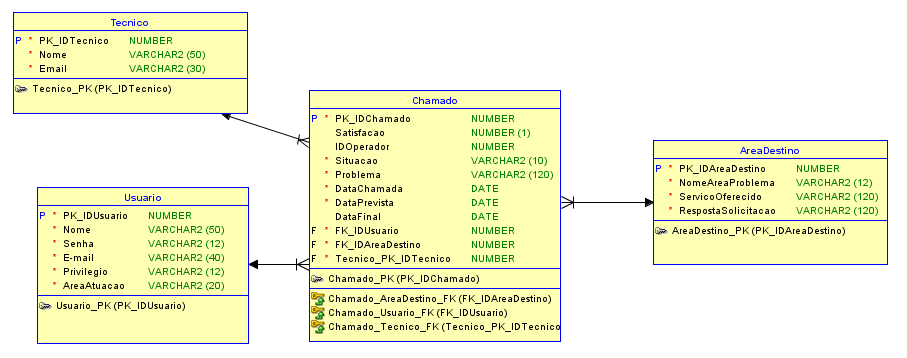 Tecnico
P * PK_IDTecnico NUMBER
* Nome VARCHAR2 (50)
* Email VARCHAR2 (30)
Tecnico_PK (PK_IDTecnico)
Chamado
P * PK_IDChamado NUMBER
Satisfacao NUMBER (1)
IDOperador NUMBER
* Situacao VARCHAR2 (10)
* Problema VARCHAR2 (120)
* DataChamada DATE
* DataPrevista DATE
DataFinal DATE
F * FK_IDUsuario NUMBER
F * FK_IDAreaDestino NUMBER
F * Tecnico_PK_IDTecnico NUMBER
Chamado_PK (PK_IDChamado)
Chamado_AreaDestino_FK (FK_IDAreaDestino)
Chamado_Usuario_FK (FK_IDUsuario)
Chamado_Tecnico_FK (Tecnico_PK_IDTecnico
AreaDestino
P * PK_IDAreaDestino NUMBER
* NomeAreaProblema VARCHAR2 (12)
* ServicoOferecido VARCHAR2 (120)
* RespostaSolicitacao VARCHAR2 (120)
AreaDestino_PK (PK_IDAreaDestino)
Usuario
P * PK_IDUsuario NUMBER
* Nome VARCHAR2 (50)
* Senha VARCHAR2 (12)
* E-mail VARCHAR2 (40)
* Privilegio VARCHAR2 (12)
* AreaAtuacao VARCHAR2 (20)
Usuario_PK (PK_IDUsuario)